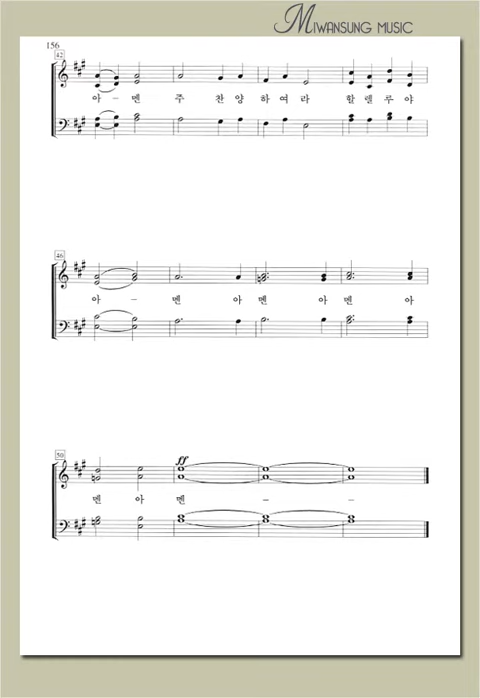 MIWANSUNG MUSIC
156
42
아 - 멘 주 찬 양 하 여 라 할 렐 루 야
46
아 - 멘 아 멘 아 멘 아
50
ff
멘 아 멘 - -